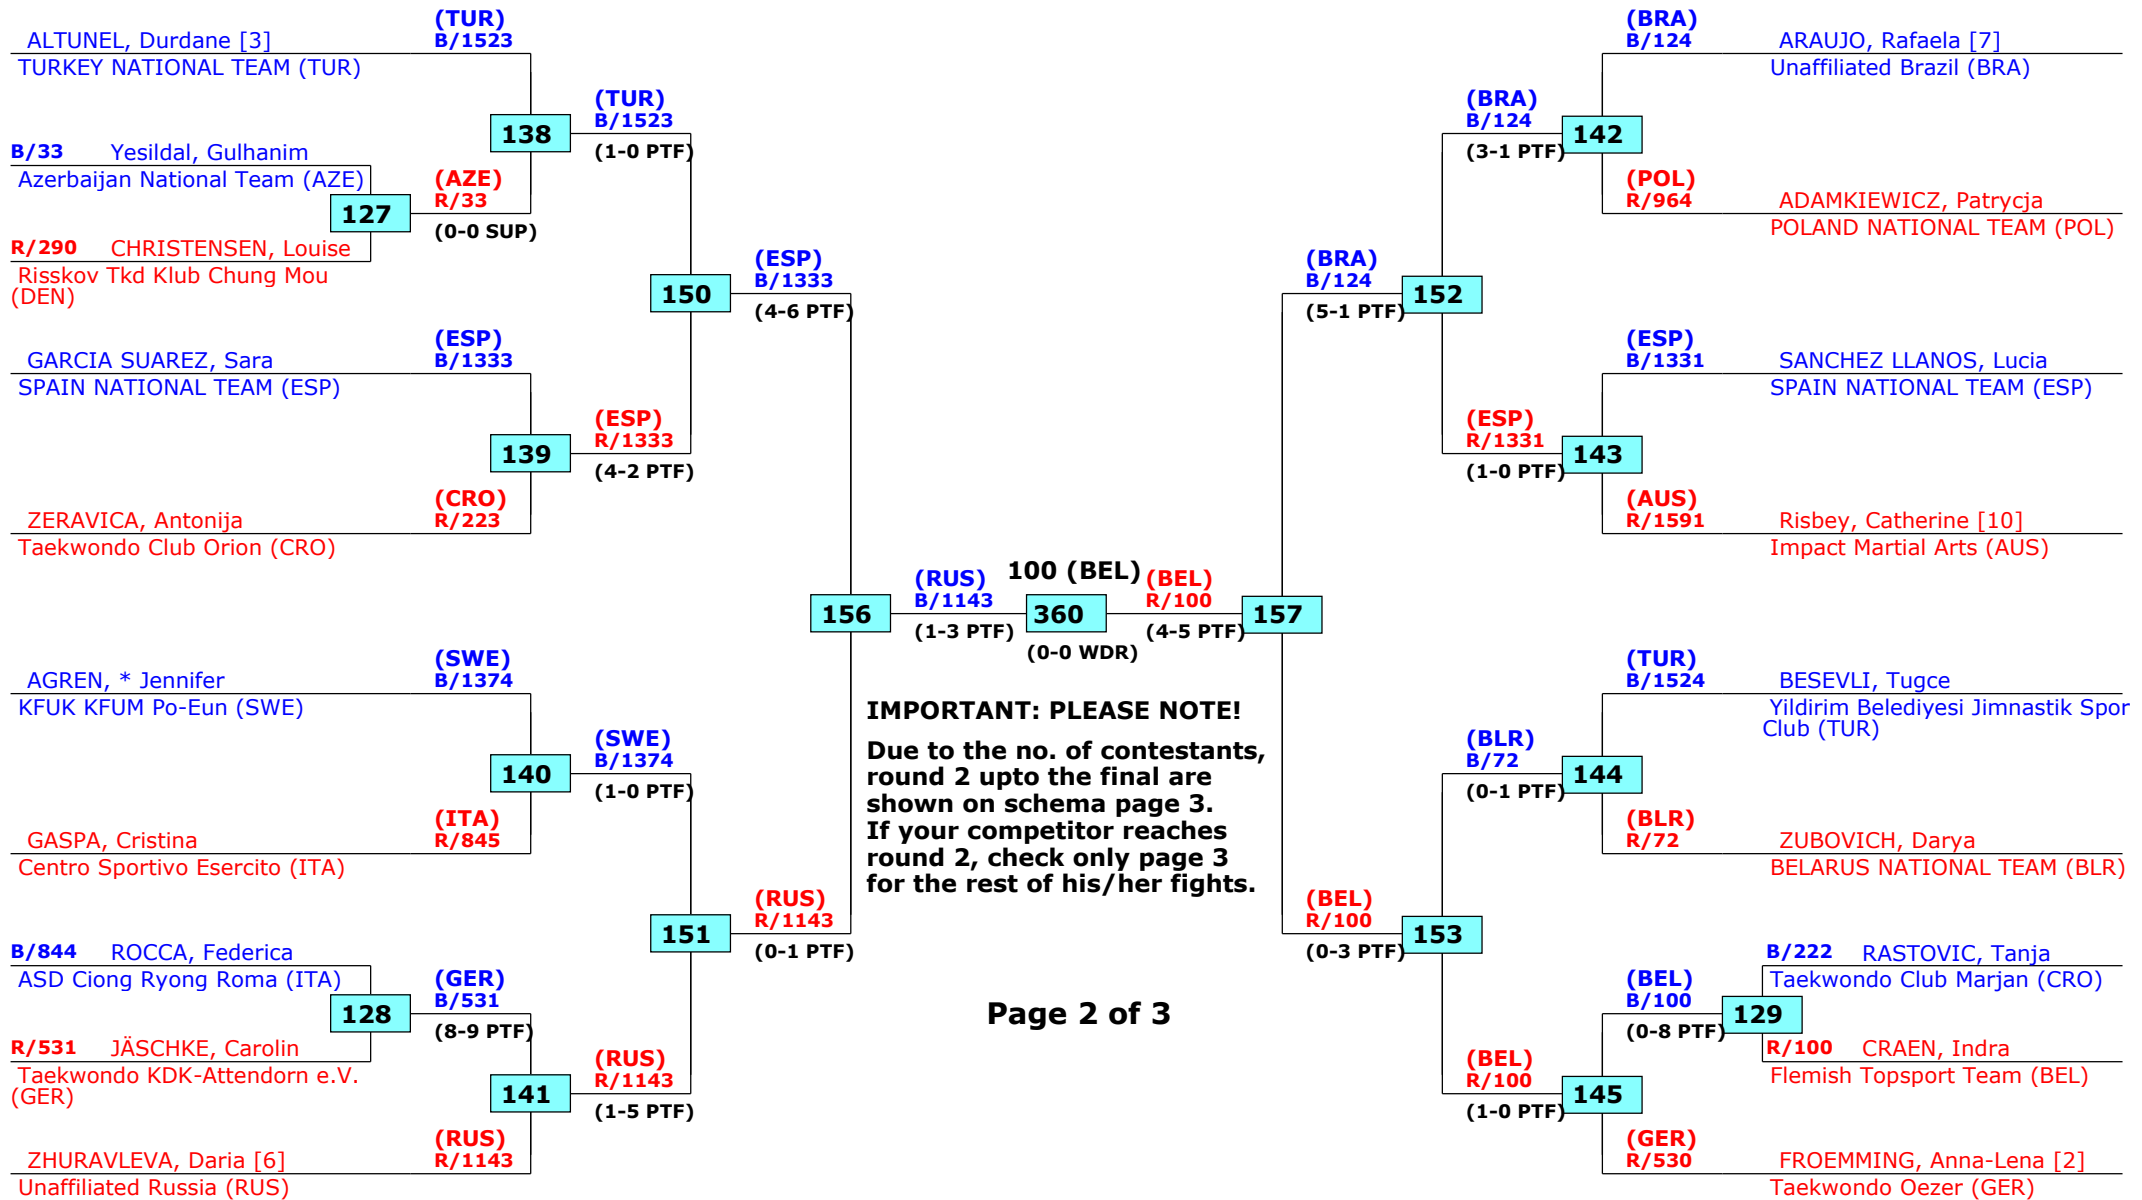 (TUR)
B/1523
ALTUNEL, Durdane [3]
TURKEY NATIONAL TEAM (TUR)
B/33 Yesildal, Gulhanim
Azerbaijan National Team (AZE)
127
(AZE)
R/33
(0-0 SUP)
R/290 CHRISTENSEN, Louise
Risskov Tkd Klub Chung Mou
(DEN)
138
(TUR)
B/1523
(1-0 PTF)
(ESP)
B/1333
GARCIA SUAREZ, Sara
SPAIN NATIONAL TEAM (ESP)
139
(ESP)
R/1333
(4-2 PTF)
(CRO)
R/223
ZERAVICA, Antonija
Taekwondo Club Orion (CRO)
150
(ESP)
B/1333
(4-6 PTF)
(SWE)
B/1374
AGREN, * Jennifer
KFUK KFUM Po-Eun (SWE)
140
(SWE)
B/1374
(1-0 PTF)
(ITA)
R/845
GASPA, Cristina
Centro Sportivo Esercito (ITA)
151
(RUS)
R/1143
(0-1 PTF)
B/844 ROCCA, Federica
ASD Ciong Ryong Roma (ITA)
128
(GER)
B/531
(8-9 PTF)
R/531 JÄSCHKE, Carolin
Taekwondo KDK-Attendorn e.V.
(GER)
141
(RUS)
R/1143
(1-5 PTF)
(RUS)
R/1143
ZHURAVLEVA, Daria [6]
Unaffiliated Russia (RUS)
156
(RUS)
B/1143
(1-3 PTF)
100 (BEL)
360
(0-0 WDR)
(BEL)
R/100
(4-5 PTF)
157
IMPORTANT: PLEASE NOTE!
Due to the no. of contestants,
round 2 upto the final are
shown on schema page 3.
If your competitor reaches
round 2, check only page 3
for the rest of his/her fights.
Page 2 of 3
(BRA)
B/124
ARAUJO, Rafaela [7]
Unaffiliated Brazil (BRA)
(BRA)
B/124
(3-1 PTF)
142
(POL)
R/964
ADAMKIEWICZ, Patrycja
POLAND NATIONAL TEAM (POL)
(BRA)
B/124
(5-1 PTF)
152
(ESP)
B/1331
SANCHEZ LLANOS, Lucia
SPAIN NATIONAL TEAM (ESP)
(ESP)
R/1331
(1-0 PTF)
143
(AUS)
R/1591
Risbey, Catherine [10]
Impact Martial Arts (AUS)
(TUR)
B/1524
BESEVLI, Tugce
Yildirim Belediyesi Jimnastik Spor
Club (TUR)
(BLR)
B/72
(0-1 PTF)
144
(BLR)
R/72
ZUBOVICH, Darya
BELARUS NATIONAL TEAM (BLR)
(BEL)
R/100
(0-3 PTF)
153
B/222 RASTOVIC, Tanja
Taekwondo Club Marjan (CRO)
(BEL)
B/100
(0-8 PTF)
129
R/100 CRAEN, Indra
Flemish Topsport Team (BEL)
(BEL)
R/100
(1-0 PTF)
145
(GER)
R/530
FROEMMING, Anna-Lena [2]
Taekwondo Oezer (GER)